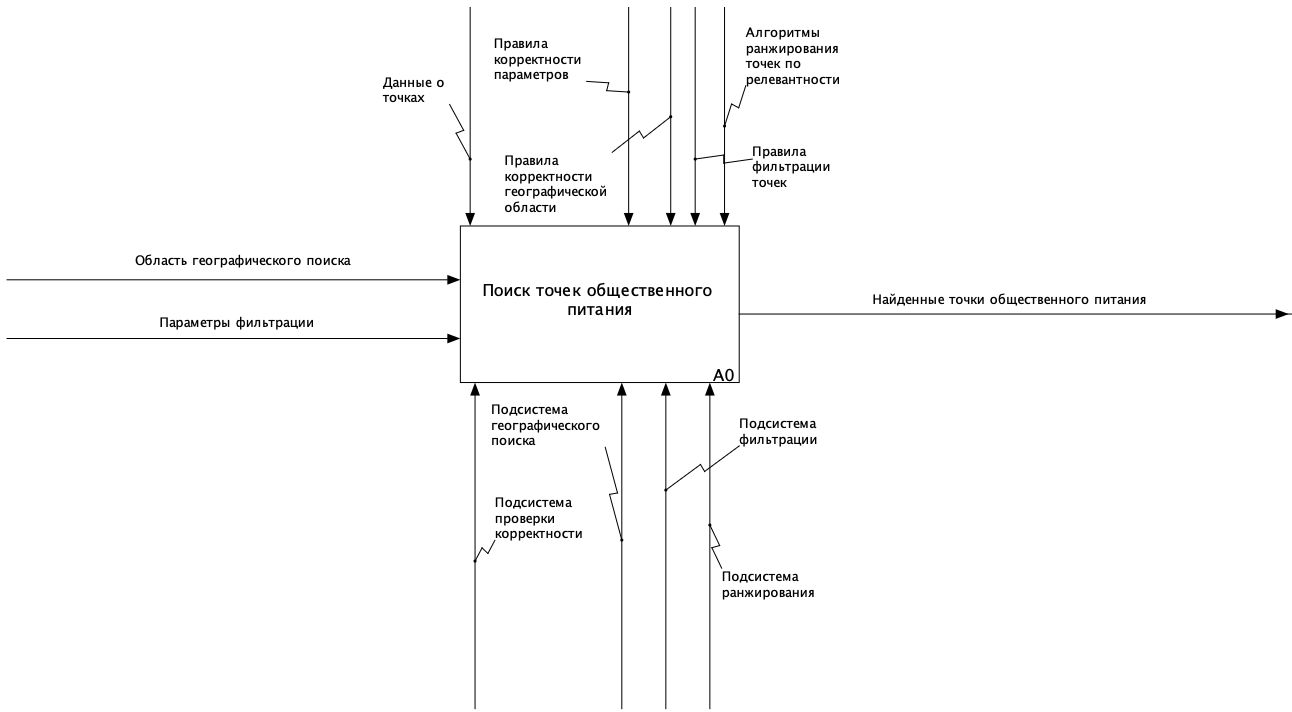 Алгоритмы
ранжирования
точек по
релевантности
Правила
корректности
параметров
Данные о
точках
Правила
фильтрации
точек
Правила
корректности
географической
области
Область географического поиска
Параметры фильтрации
Поиск точек общественного
питания
A0
Найденные точки общественного питания
Подсистема
географического
поиска
Подсистема
фильтрации
Подсистема
проверки
корректности
Подсистема
ранжирования